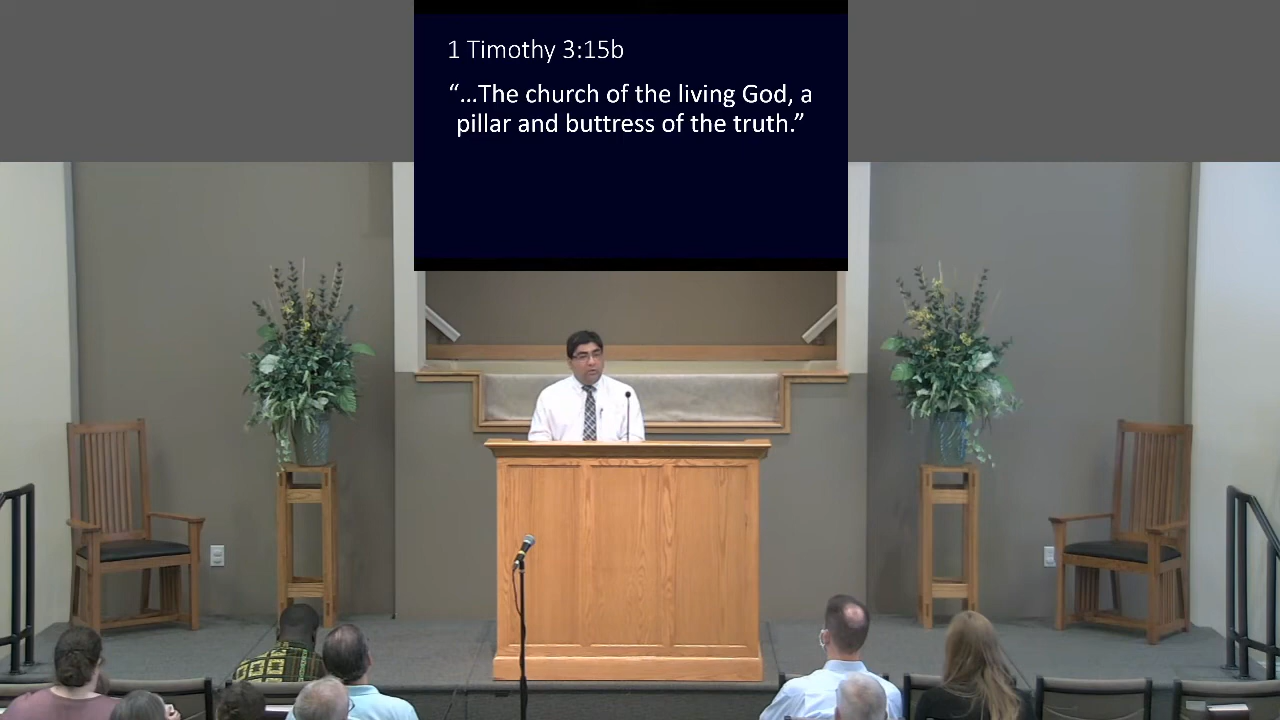 1 Timothy 3:15b
“…The church of the living God, a
pillar and buttress of the truth.”